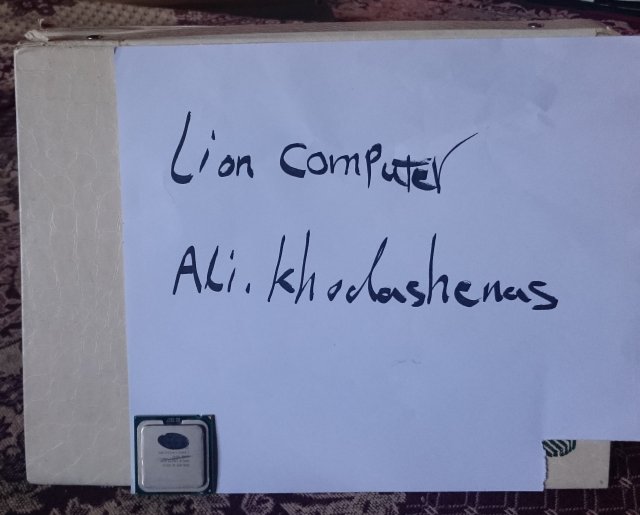 Lion computer
Ali.khodashenas